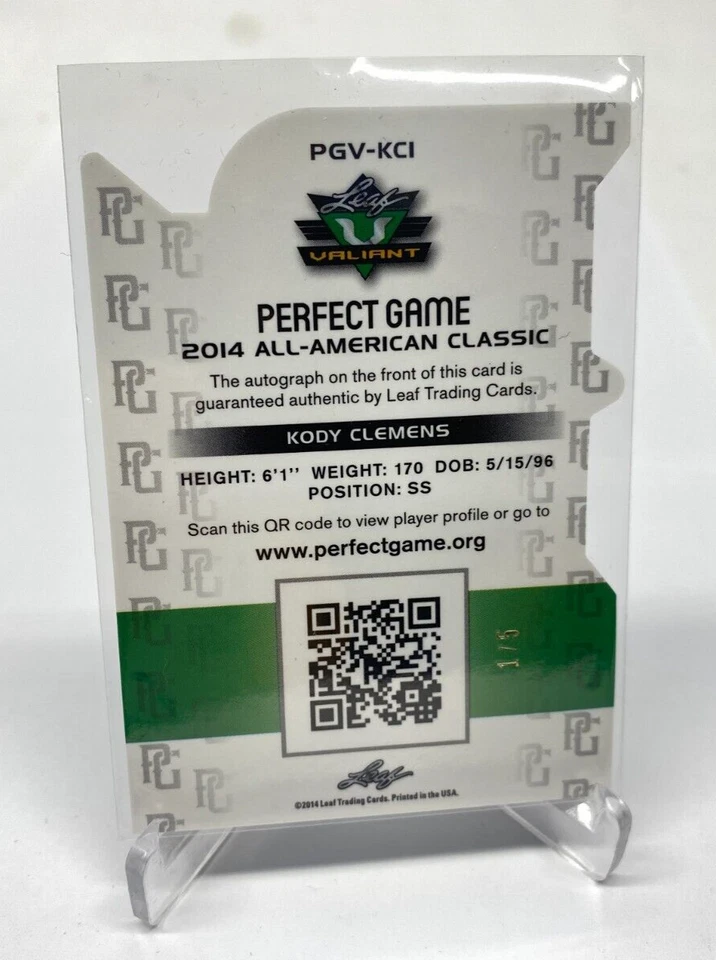 PGV-KC1
Leaf
VALIANT
PERFECT GAME
2014 ALL-AMERICAN CLASSIC
The autograph on the front of this card is
guaranteed authentic by Leaf Trading Cards.
KODY CLEMENS
HEIGHT: 6'1'' WEIGHT: 170 DOB: 5/15/96
POSITION: SS
Scan this QR code to view player profile or go to
www.perfectgame.org
1/5
Leaf
©2014 Leaf Trading Cards. Printed in the USA.